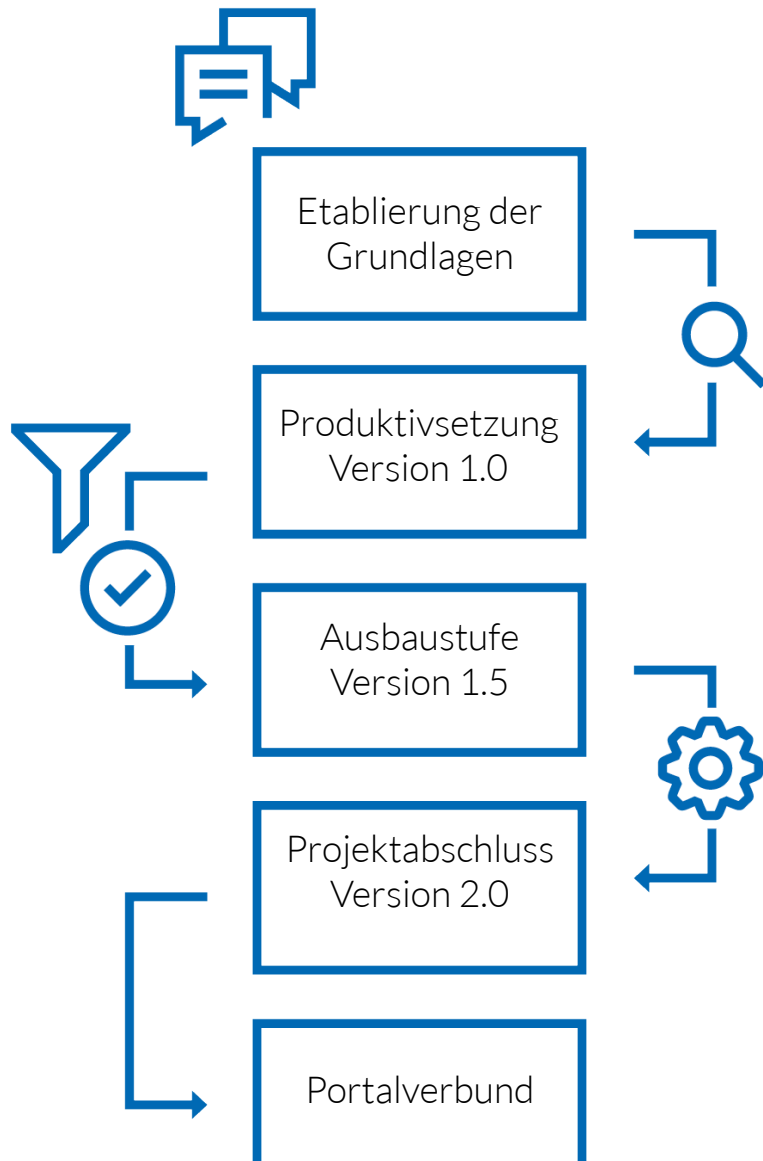 Etablierung der
Grundlagen
Produktivsetzung
Version 1.0
Ausbaustufe
Version 1.5
Projektabschluss
Version 2.0
Portalverbund